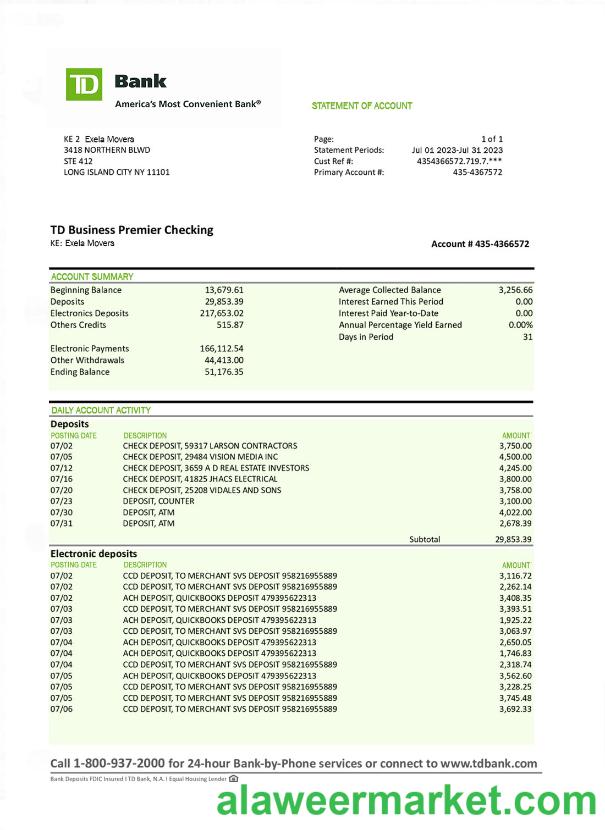 TD Bank
America's Most Convenient Bank®
STATEMENT OF ACCOUNT
KE 2 Exela Movera
3418 NORTHERN BLWD
STE 412
LONG ISLAND CITY NY 11101
Page: 1 of 1
Statement Periods: Jul 01 2023-Jul 31 2023
Cust Ref #: 4354366572.719.7.***
Primary Account #: 435-4367572
TD Business Premier Checking
KE: Exela Movers
Account # 435-4366572
ACCOUNT SUMMARY
Beginning Balance 13,679.61 Average Collected Balance 3,256.66
Deposits 29,853.39 Interest Earned This Period 0.00
Electronics Deposits 217,653.02 Interest Paid Year-to-Date 0.00
Others Credits 515.87 Annual Percentage Yield Earned 0.00%
Days in Period 31
Electronic Payments 166,112.54
Other Withdrawals 44,413.00
Ending Balance 51,176.35
DAILY ACCOUNT ACTIVITY
Deposits
POSTING DATE DESCRIPTION AMOUNT
07/02 CHECK DEPOSIT, 59317 LARSON CONTRACTORS 3,750.00
07/05 CHECK DEPOSIT, 29484 VISION MEDIA INC 4,500.00
07/12 CHECK DEPOSIT, 3659 A D REAL ESTATE INVESTORS 4,245.00
07/16 CHECK DEPOSIT, 41825 JHACS ELECTRICAL 3,800.00
07/20 CHECK DEPOSIT, 25208 VIDALES AND SONS 3,758.00
07/23 DEPOSIT, COUNTER 3,100.00
07/30 DEPOSIT, ATM 4,022.00
07/31 DEPOSIT, ATM 2,678.39
Subtotal 29,853.39
Electronic deposits
POSTING DATE DESCRIPTION AMOUNT
07/02 CCD DEPOSIT, TO MERCHANT SVS DEPOSIT 958216955889 3,116.72
07/02 CCD DEPOSIT, TO MERCHANT SVS DEPOSIT 958216955889 2,262.14
07/02 ACH DEPOSIT, QUICKBOOKS DEPOSIT 479395622313 3,408.35
07/03 CCD DEPOSIT, TO MERCHANT SVS DEPOSIT 958216955889 3,393.51
07/03 ACH DEPOSIT, QUICKBOOKS DEPOSIT 479395622313 1,925.22
07/03 CCD DEPOSIT, TO MERCHANT SVS DEPOSIT 958216955889 3,063.97
07/04 ACH DEPOSIT, QUICKBOOKS DEPOSIT 479395622313 2,650.05
07/04 ACH DEPOSIT, QUICKBOOKS DEPOSIT 479395622313 1,746.83
07/04 CCD DEPOSIT, TO MERCHANT SVS DEPOSIT 958216955889 2,318.74
07/05 ACH DEPOSIT, QUICKBOOKS DEPOSIT 479395622313 3,562.60
07/05 CCD DEPOSIT, TO MERCHANT SVS DEPOSIT 958216955889 3,228.25
07/05 CCD DEPOSIT, TO MERCHANT SVS DEPOSIT 958216955889 3,745.48
07/06 CCD DEPOSIT, TO MERCHANT SVS DEPOSIT 958216955889 3,692.33
Call 1-800-937-2000 for 24-hour Bank-by-Phone services or connect to www.tdbank.com
Bank Deposits FDIC Insured I TD Bank, N.A. I Equal Housing Lender
alaweermarket.com